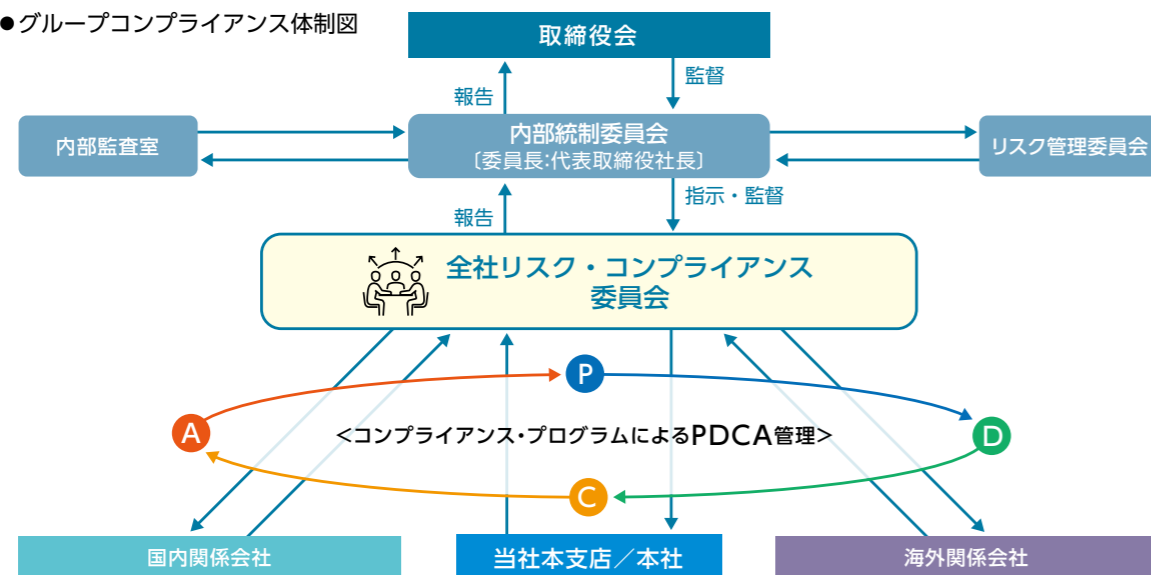 ●グループコンプライアンス体制図
取締役会
報告
監督
内部監査室
内部統制委員会
〔委員長:代表取締役社長〕
リスク管理委員会
報告
指示・監督
全社リスク・コンプライアンス
委員会
P
A
<コンプライアンス・プログラムによるPDCA管理>
D
C
国内関係会社
当社本支店／本社
海外関係会社